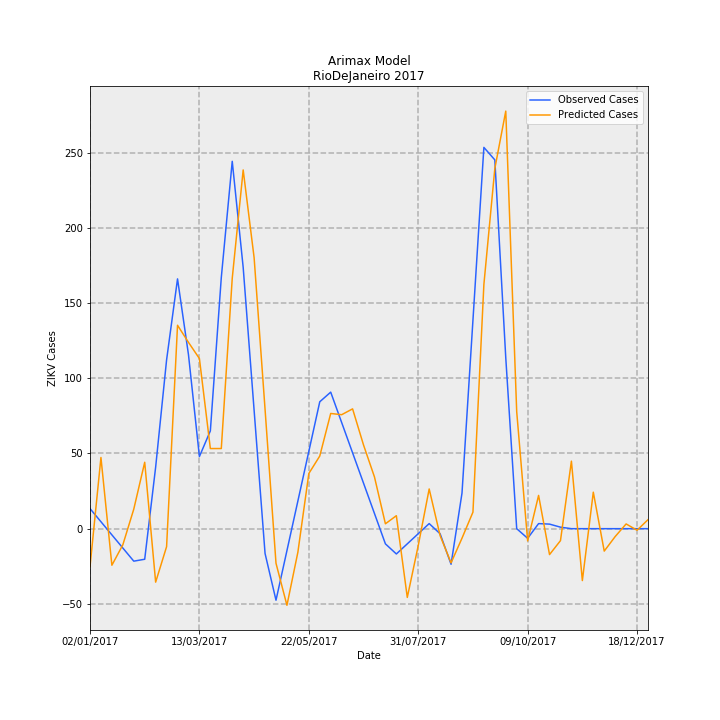 Arimax Model
RioDeJaneiro 2017
Observed Cases
Predicted Cases
ZIKV Cases
250
200
150
100
50
0
−50
02/01/2017 13/03/2017 22/05/2017 31/07/2017 09/10/2017 18/12/2017
Date